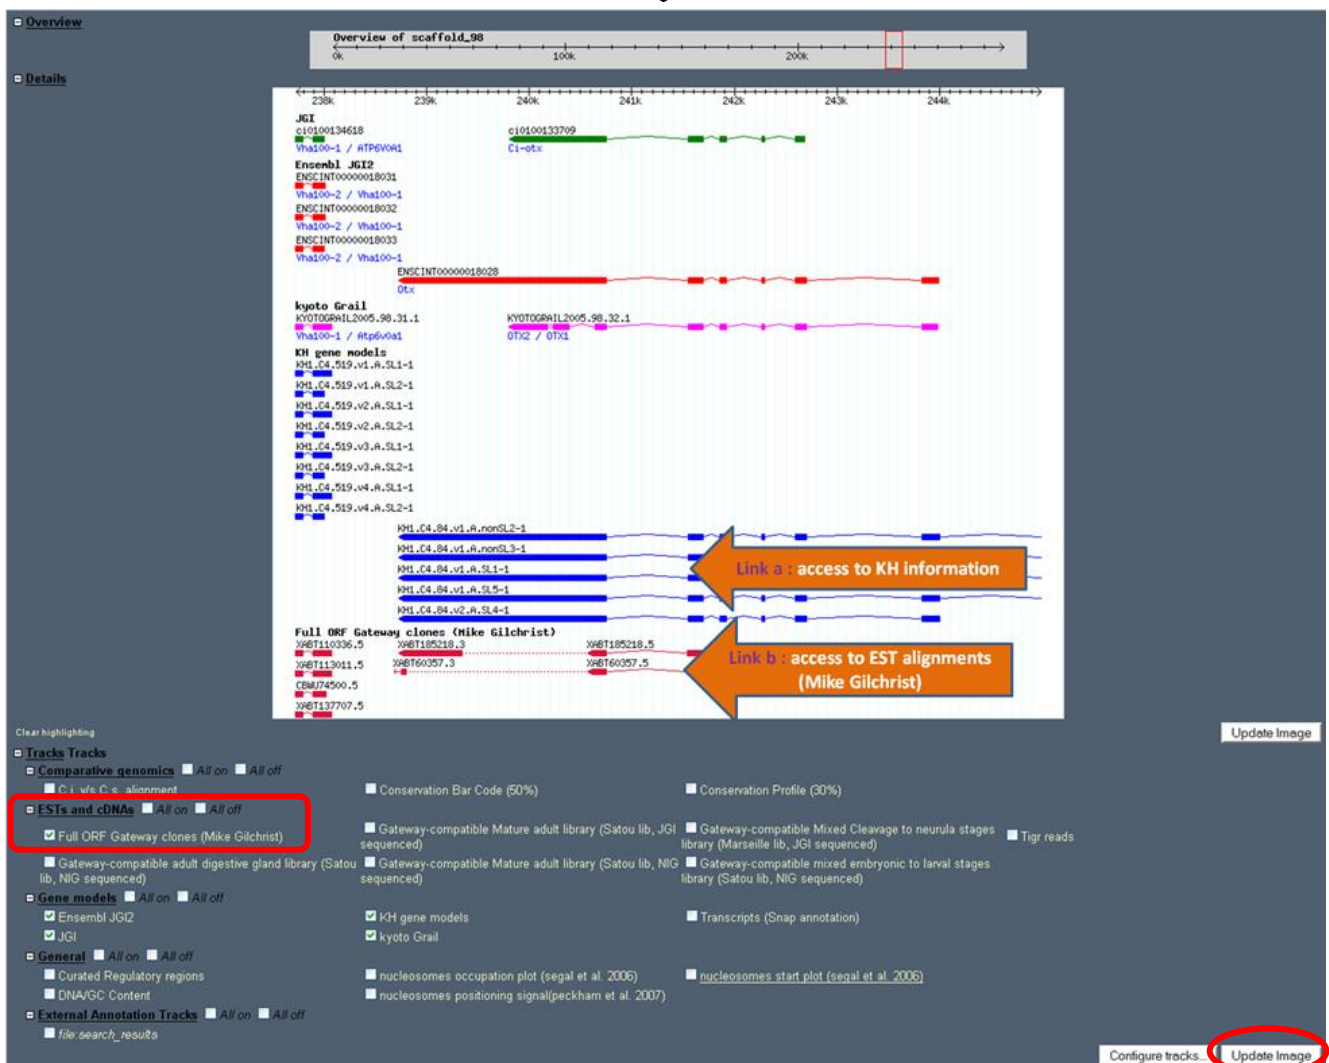 Overview
Overview of scaffold_98
0k 100k 200k
Details
238k 239k 240k 241k 242k 243k 244k
JGI
ci0100134618 ci0100133709
Vha100-1 / ATP6V0A1 Ci-otx
Ensembl JGI2
ENSCINT00000018031
Vha100-2 / Vha100-1
ENSCINT00000018032
Vha100-2 / Vha100-1
ENSCINT00000018033
Vha100-2 / Vha100-1
ENSCINT00000018028
Otx
kyoto Grail
KYOTOGRAIL2005.98.31.1 KYOTOGRAIL2005.98.32.1
Vha100-1 / Atp6v0a1 OTX2 / OTX1
KH gene models
KH1.C4.519.v1.A.SL1-1
KH1.C4.519.v1.A.SL2-1
KH1.C4.519.v2.A.SL1-1
KH1.C4.519.v2.A.SL2-1
KH1.C4.519.v3.A.SL1-1
KH1.C4.519.v3.A.SL2-1
KH1.C4.519.v4.A.SL1-1
KH1.C4.519.v4.A.SL2-1
KH1.C4.84.v1.A.nonSL2-1
KH1.C4.84.v1.A.nonSL3-1
KH1.C4.84.v1.A.SL1-1
Link a : access to KH information
KH1.C4.84.v1.A.SL5-1
KH1.C4.84.v2.A.SL4-1
Full ORF Gateway clones (Mike Gilchrist)
XABT110336.5 XABT185218.3 XABT185218.5
XABT113011.5 XABT60357.3 XABT60357.5
Link b : access to EST alignments
(Mike Gilchrist)
CBWU74500.5
XABT137707.5
Clear highlighting
Update Image
Tracks Tracks
Comparative genomics All on All off
C.i. v/s C.s. alignment Conservation Bar Code (50%) Conservation Profile (30%)
ESTs and cDNAs All on All off
Full ORF Gateway clones (Mike Gilchrist) Gateway-compatible Mature adult library (Satou lib, JGI sequenced) Gateway-compatible Mixed Cleavage to neurula stages library (Marseille lib, JGI sequenced) Tigr reads
Gateway-compatible adult digestive gland library (Satou lib, NIG sequenced) Gateway-compatible Mature adult library (Satou lib, NIG sequenced) Gateway-compatible mixed embryonic to larval stages library (Satou lib, NIG sequenced)
Gene models All on All off
Ensembl JGI2 KH gene models Transcripts (Snap annotation)
JGI kyoto Grail
General All on All off
Curated Regulatory regions nucleosomes occupation plot (segal et al. 2006) nucleosomes start plot (segal et al. 2006)
DNA/GC Content nucleosomes positioning signal(peckham et al. 2007)
External Annotation Tracks All on All off
file:search_results
Configure tracks... Update Image